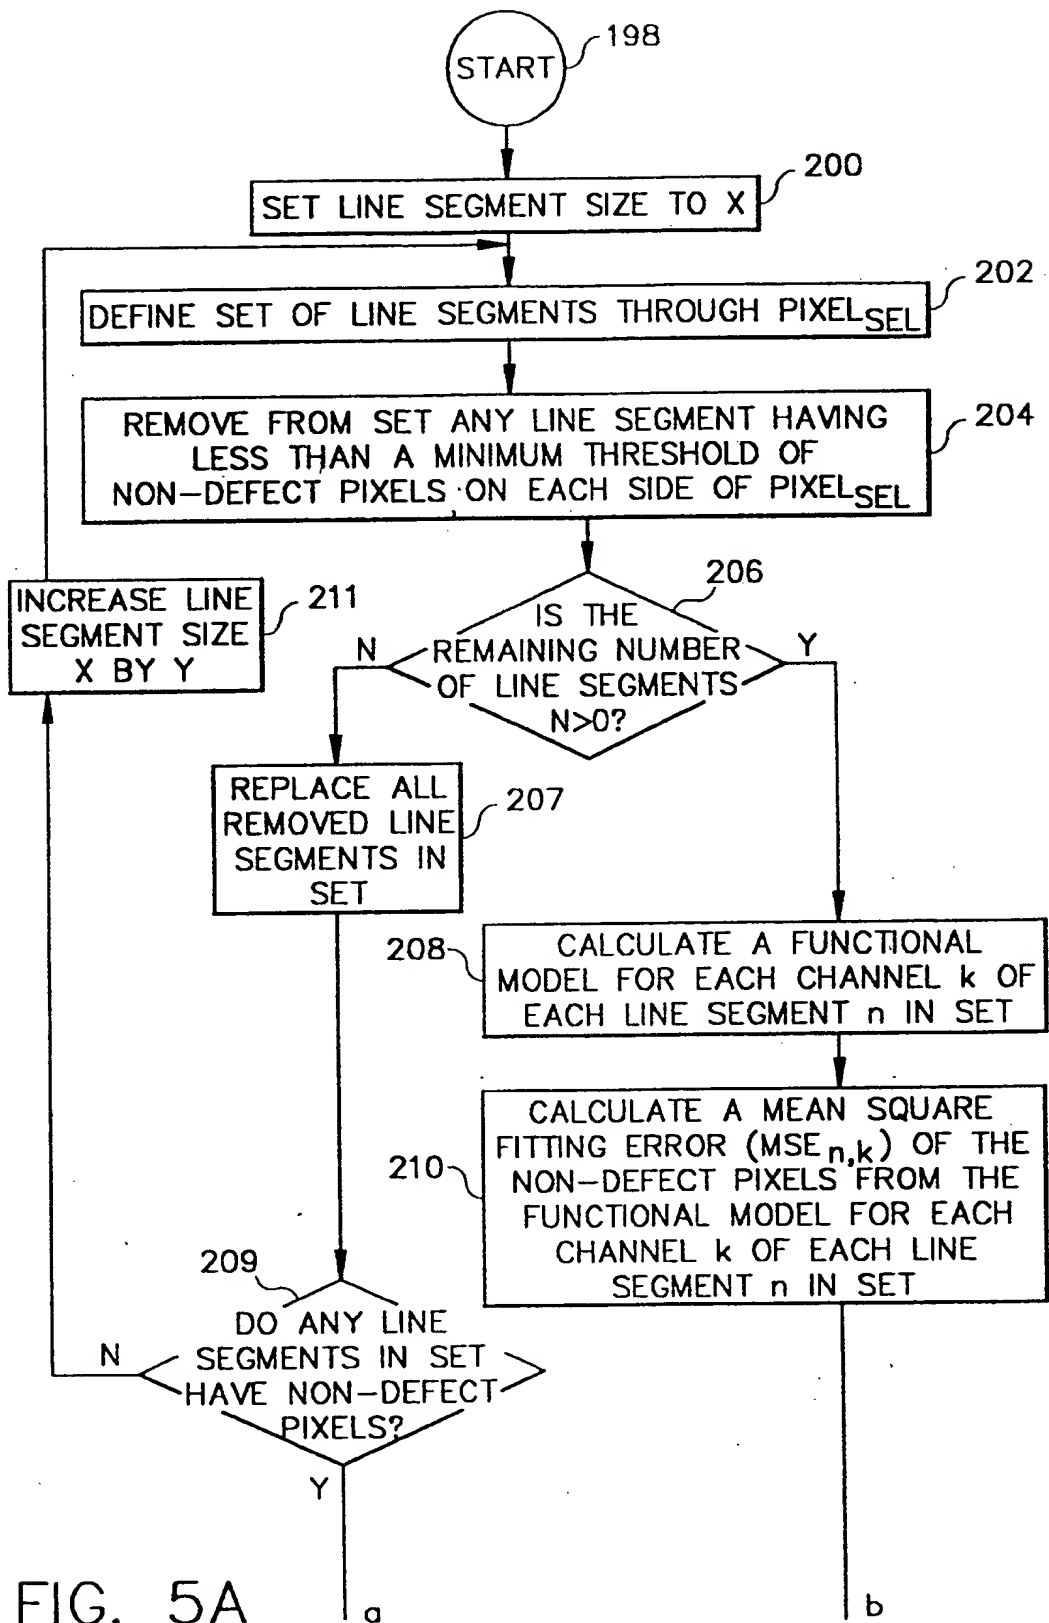 START
198
200
SET LINE SEGMENT SIZE TO X
202
DEFINE SET OF LINE SEGMENTS THROUGH PIXELSEL
204
REMOVE FROM SET ANY LINE SEGMENT HAVING
LESS THAN A MINIMUM THRESHOLD OF
NON-DEFECT PIXELS ON EACH SIDE OF PIXELSEL
206
IS THE
REMAINING NUMBER
OF LINE SEGMENTS
N>0?
N
Y
INCREASE LINE
SEGMENT SIZE
X BY Y
211
REPLACE ALL
REMOVED LINE
SEGMENTS IN
SET
207
208
CALCULATE A FUNCTIONAL
MODEL FOR EACH CHANNEL k OF
EACH LINE SEGMENT n IN SET
210
CALCULATE A MEAN SQUARE
FITTING ERROR (MSEn,k) OF THE
NON-DEFECT PIXELS FROM THE
FUNCTIONAL MODEL FOR EACH
CHANNEL k OF EACH LINE
SEGMENT n IN SET
209
DO ANY LINE
SEGMENTS IN SET
HAVE NON-DEFECT
PIXELS?
N
Y
a
b
FIG. 5A